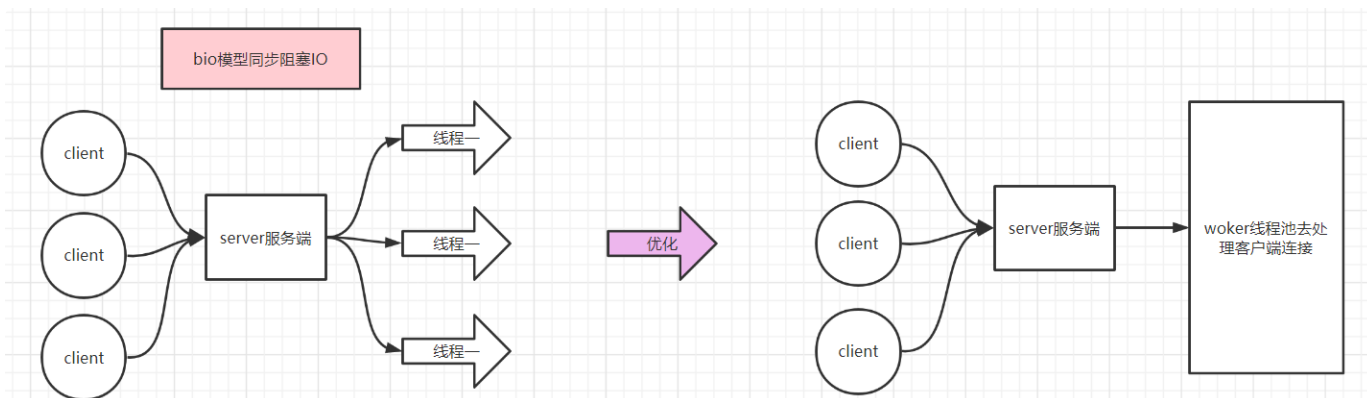 bio模型同步阻塞IO
client
client
client
server服务端
线程一
线程一
线程一
优化
client
client
client
server服务端
woker线程池去处
理客户端连接